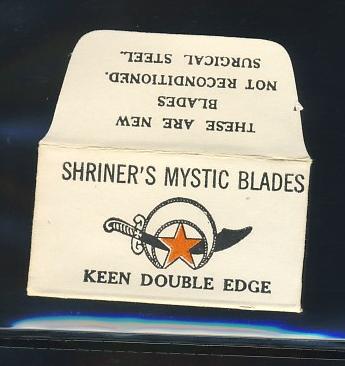 THESE ARE NEW
BLADES
NOT RECONDITIONED.
SURGICAL STEEL.
SHRINER'S MYSTIC BLADES
KEEN DOUBLE EDGE